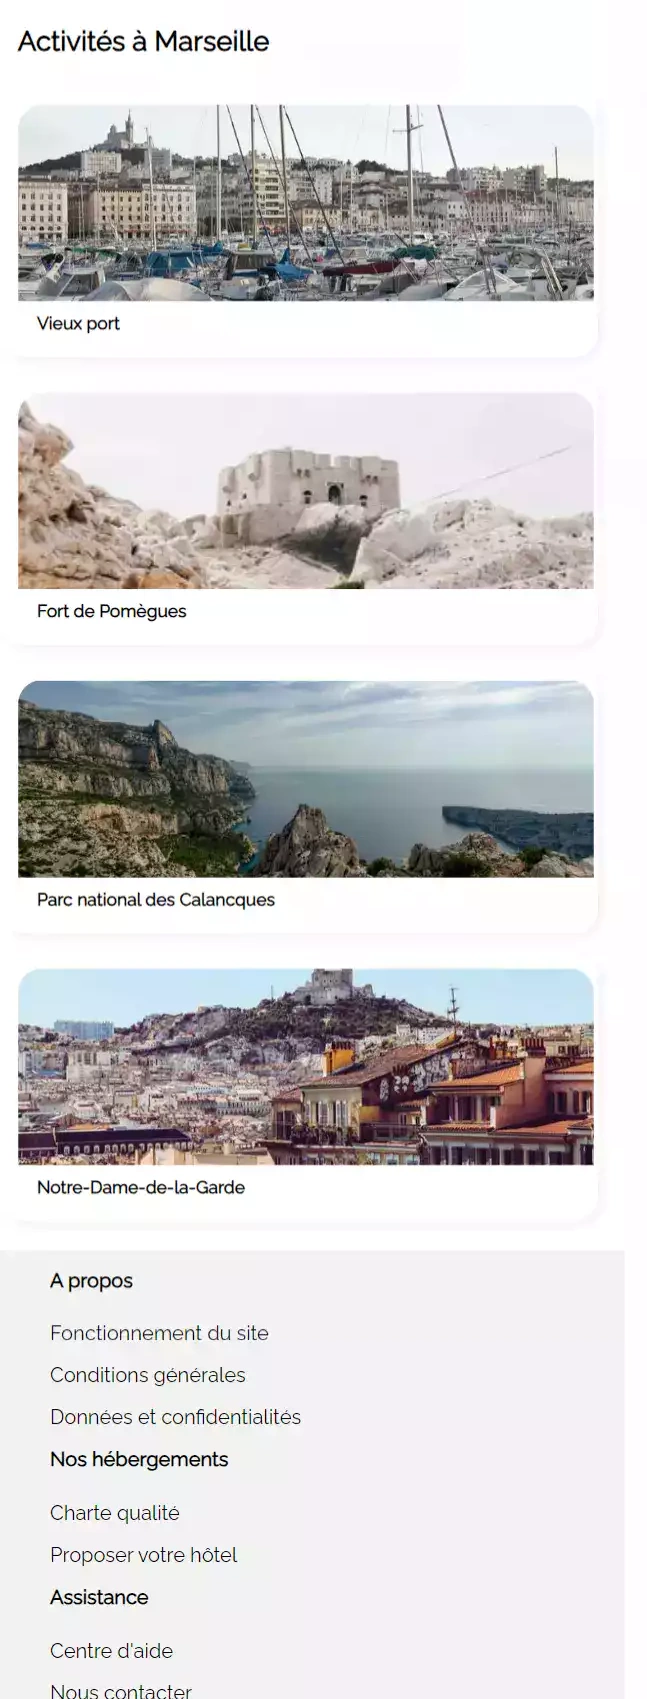 Activités à Marseille
Vieux port
Fort de Pomègues
Parc national des Calancques
Notre-Dame-de-la-Garde
A propos
Fonctionnement du site
Conditions générales
Données et confidentialités
Nos hébergements
Charte qualité
Proposer votre hôtel
Assistance
Centre d'aide
Nous contacter